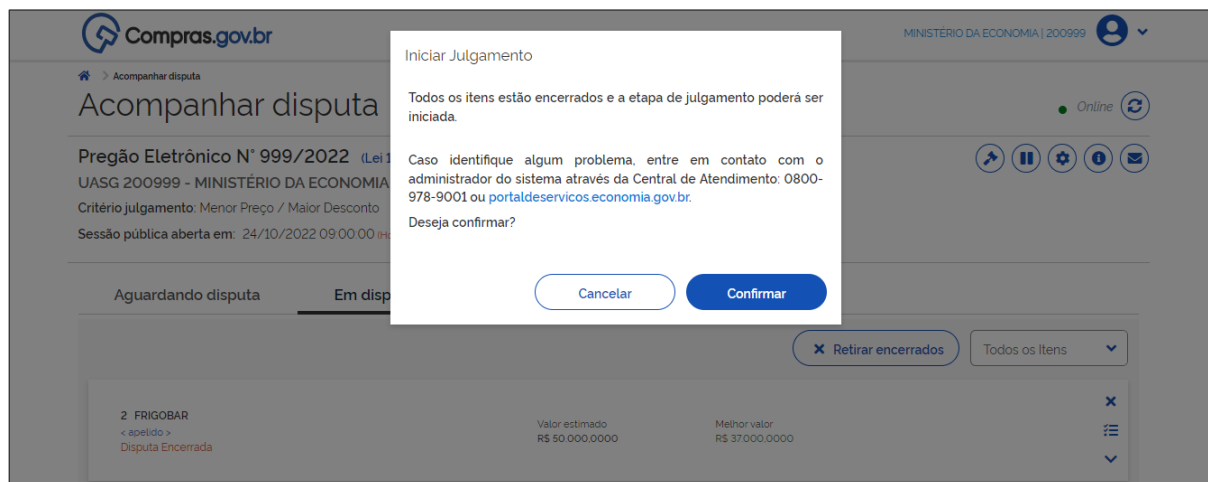 Compras.gov.br
MINISTÉRIO DA ECONOMIA | 200999
Acompanhar disputa
Acompanhar disputa
Online
Pregão Eletrônico N° 999/2022 (Lei 1
UASG 200999 - MINISTÉRIO DA ECONOMIA
Critério julgamento: Menor Preço / Maior Desconto
Sessão pública aberta em: 24/10/2022 09:00:00 (Ho
Iniciar Julgamento
Todos os itens estão encerrados e a etapa de julgamento poderá ser
iniciada.
Caso identifique algum problema, entre em contato com o
administrador do sistema através da Central de Atendimento: 0800-
978-9001 ou portaldeservicos.economia.gov.br.
Deseja confirmar?
Cancelar
Confirmar
Aguardando disputa
Em disp
Retirar encerrados
Todos os Itens
2 FRIGOBAR
< apelido >
Disputa Encerrada
Valor estimado
R$ 50.000,0000
Melhor valor
R$ 37.000,0000